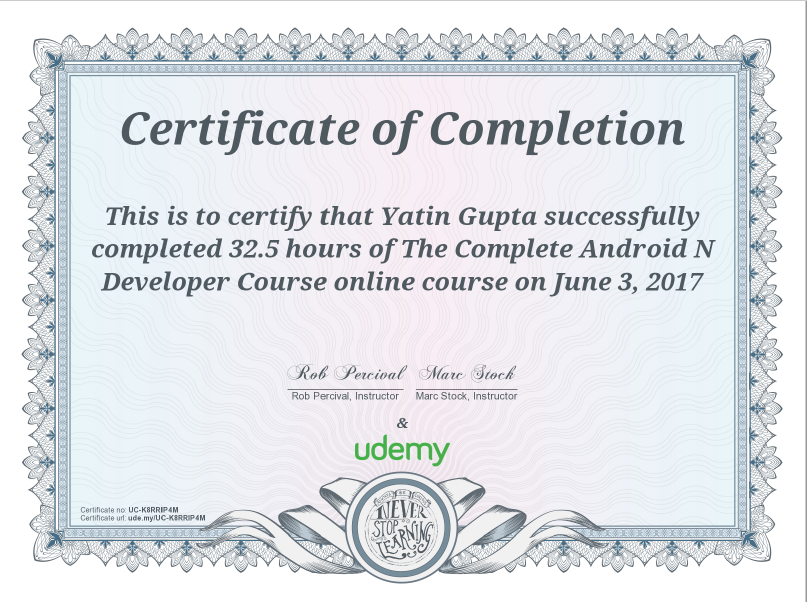 Certificate of Completion
This is to certify that Yatin Gupta successfully
completed 32.5 hours of The Complete Android N
Developer Course online course on June 3, 2017
Rob Percival Marc Stock
Rob Percival, Instructor Marc Stock, Instructor
&
udemy
NEVER
STOP
LEARNING
Certificate no: UC-K8RRIP4M
Certificate url: ude.my/UC-K8RRIP4M